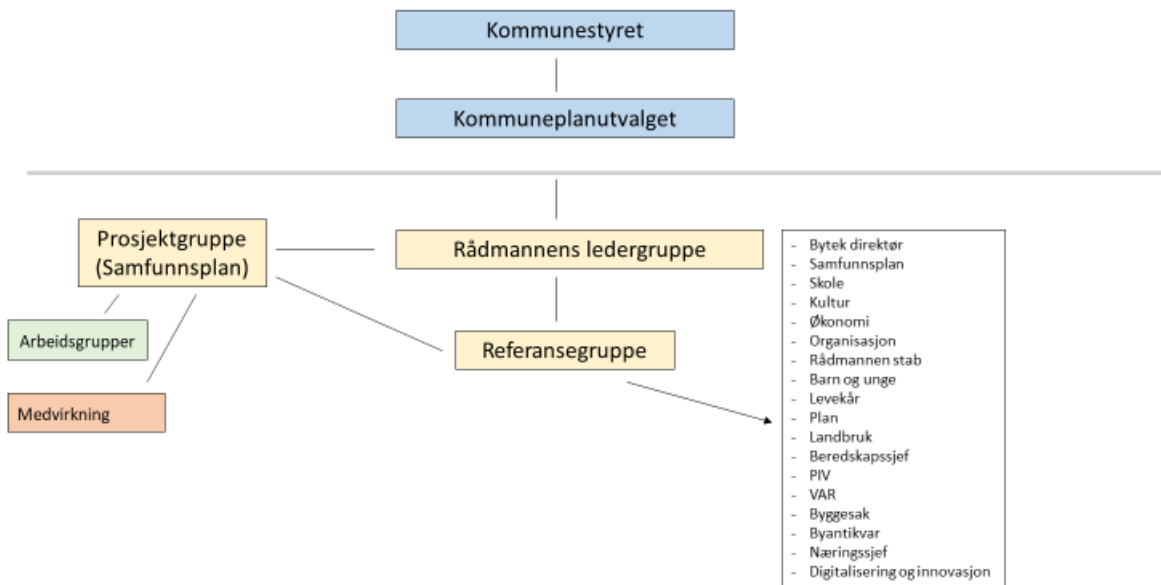 Kommunestyret
Kommuneplanutvalget
Prosjektgruppe
(Samfunnsplan)
Rådmannens ledergruppe
Arbeidsgrupper
Referansegruppe
Medvirkning
- Bytek direktør
- Samfunnsplan
- Skole
- Kultur
- Økonomi
- Organisasjon
- Rådmannen stab
- Barn og unge
- Levekår
- Plan
- Landbruk
- Beredskapssjef
- PIV
- VAR
- Byggesak
- Byantikvar
- Næringssjef
- Digitalisering og innovasjon